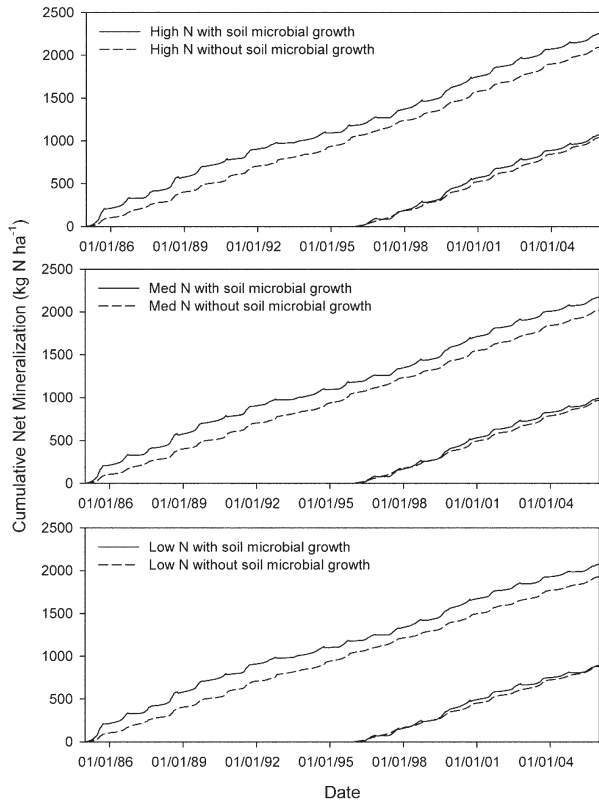 Cumulative Net Mineralization (kg N ha-1)
2500
2000
1500
1000
500
0
High N with soil microbial growth
High N without soil microbial growth
01/01/86 01/01/89 01/01/92 01/01/95 01/01/98 01/01/01 01/01/04
2500
2000
1500
1000
500
0
Med N with soil microbial growth
Med N without soil microbial growth
01/01/86 01/01/89 01/01/92 01/01/95 01/01/98 01/01/01 01/01/04
2500
2000
1500
1000
500
0
Low N with soil microbial growth
Low N without soil microbial growth
01/01/86 01/01/89 01/01/92 01/01/95 01/01/98 01/01/01 01/01/04
Date